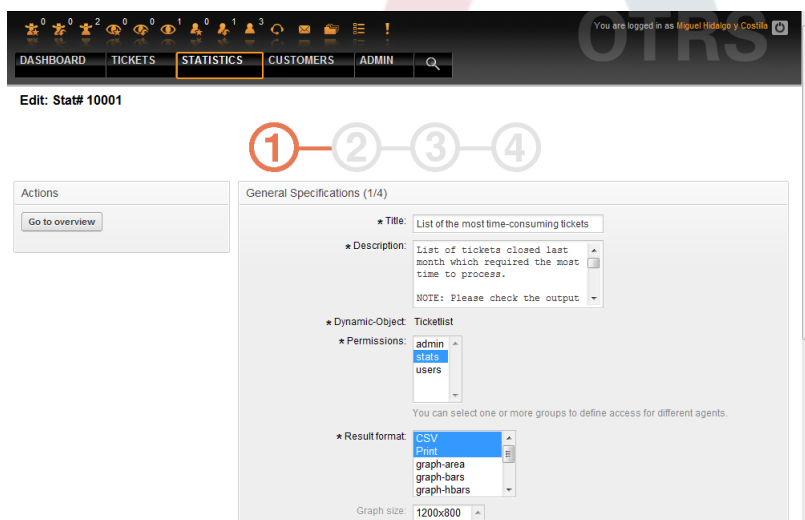 0 0 2 0 0 1 0 1 3
You are logged in as Miguel Hidalgo y Costilla
OTRS
DASHBOARD TICKETS STATISTICS CUSTOMERS ADMIN
Edit: Stat# 10001
1 2 3 4
Actions
Go to overview
General Specifications (1/4)
★ Title: List of the most time-consuming tickets
★ Description: List of tickets closed last
month which required the most
time to process.
NOTE: Please check the output
★ Dynamic-Object: Ticketlist
★ Permissions: admin
stats
users
You can select one or more groups to define access for different agents.
★ Result format: CSV
Print
graph-area
graph-bars
graph-hbars
Graph size: 1200x800